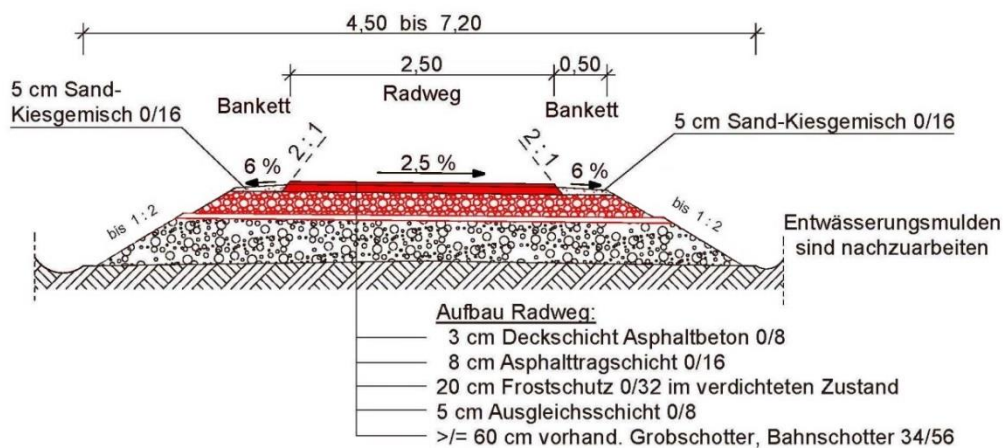 4,50 bis 7,20
2,50
0,50
5 cm Sand-
Kiesgemisch 0/16
Bankett
Radweg
Bankett
5 cm Sand-Kiesgemisch 0/16
2:1
2:1
6 %
2,5 %
6 %
bis 1:2
bis 1:2
Entwässerungsmulden
sind nachzuarbeiten
Aufbau Radweg:
3 cm Deckschicht Asphaltbeton 0/8
8 cm Asphalttragschicht 0/16
20 cm Frostschutz 0/32 im verdichteten Zustand
5 cm Ausgleichsschicht 0/8
>/= 60 cm vorhand. Grobschotter, Bahnschotter 34/56